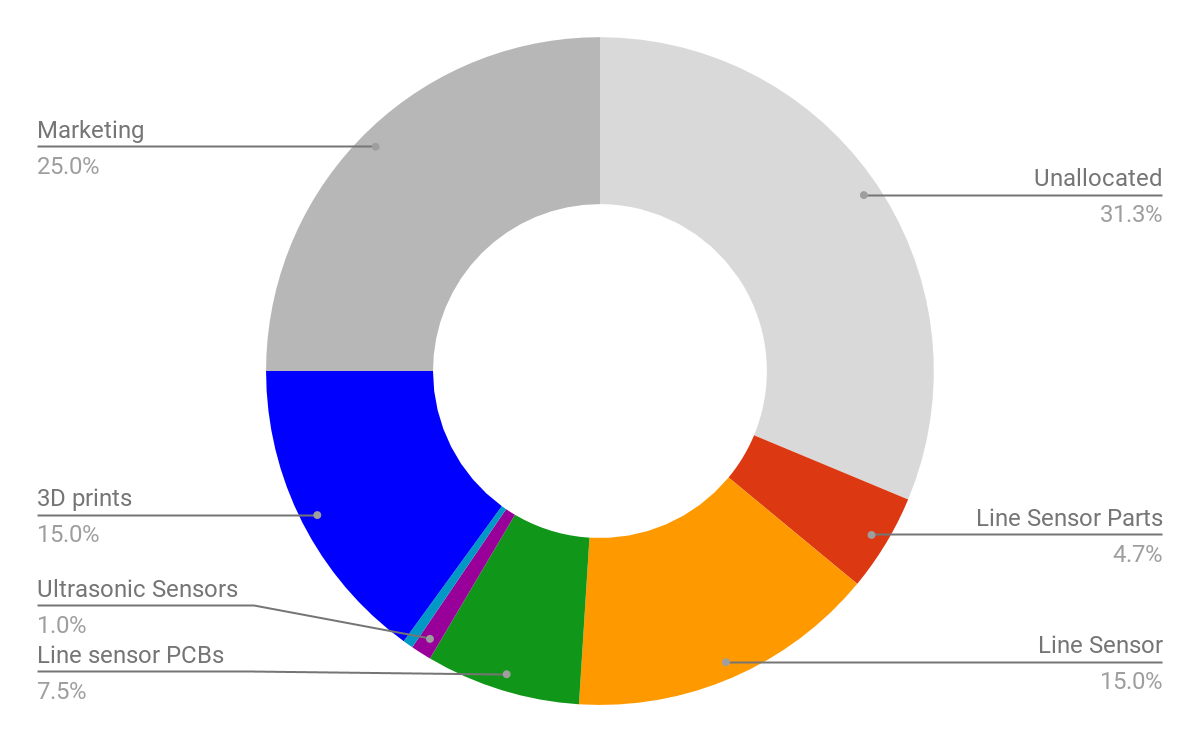 Marketing
25.0%
Unallocated
31.3%
3D prints
15.0%
Line Sensor Parts
4.7%
Ultrasonic Sensors
1.0%
Line sensor PCBs
7.5%
Line Sensor
15.0%